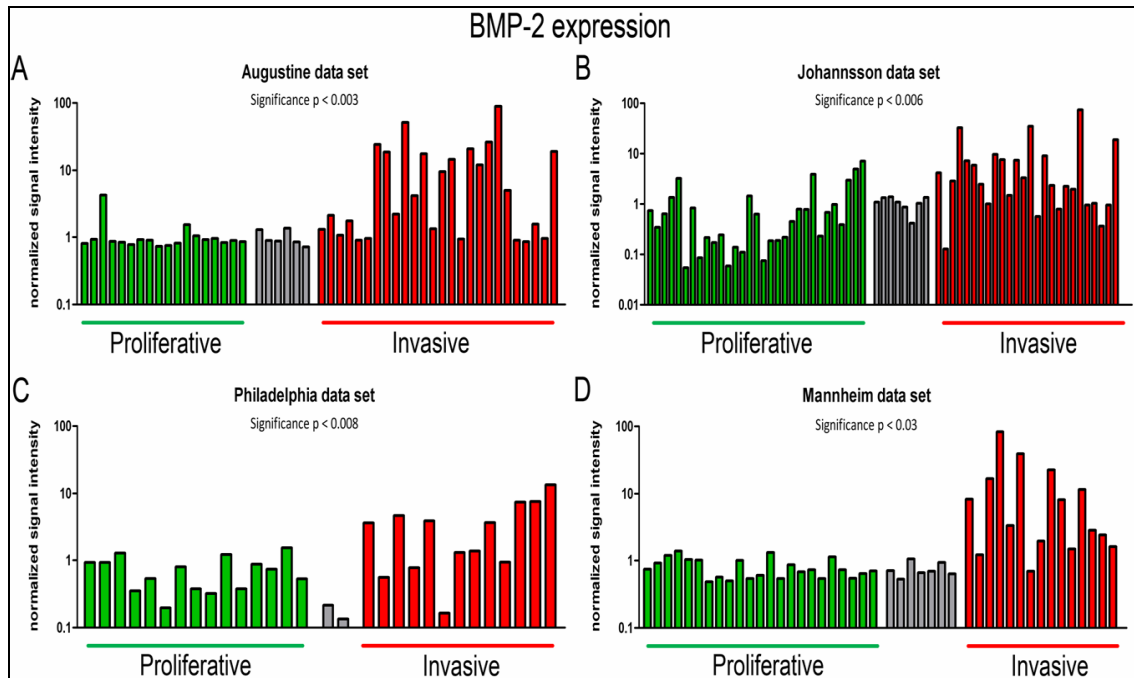 BMP-2 expression
A
Augustine data set
Significance p < 0.003
normalized signal intensity
100
10
1
0.1
Proliferative
Invasive
B
Johannsson data set
Significance p < 0.006
normalized signal intensity
100
10
1
0.1
0.01
Proliferative
Invasive
C
Philadelphia data set
Significance p < 0.008
normalized signal intensity
100
10
1
0.1
Proliferative
Invasive
D
Mannheim data set
Significance p < 0.03
normalized signal intensity
100
10
1
0.1
Proliferative
Invasive